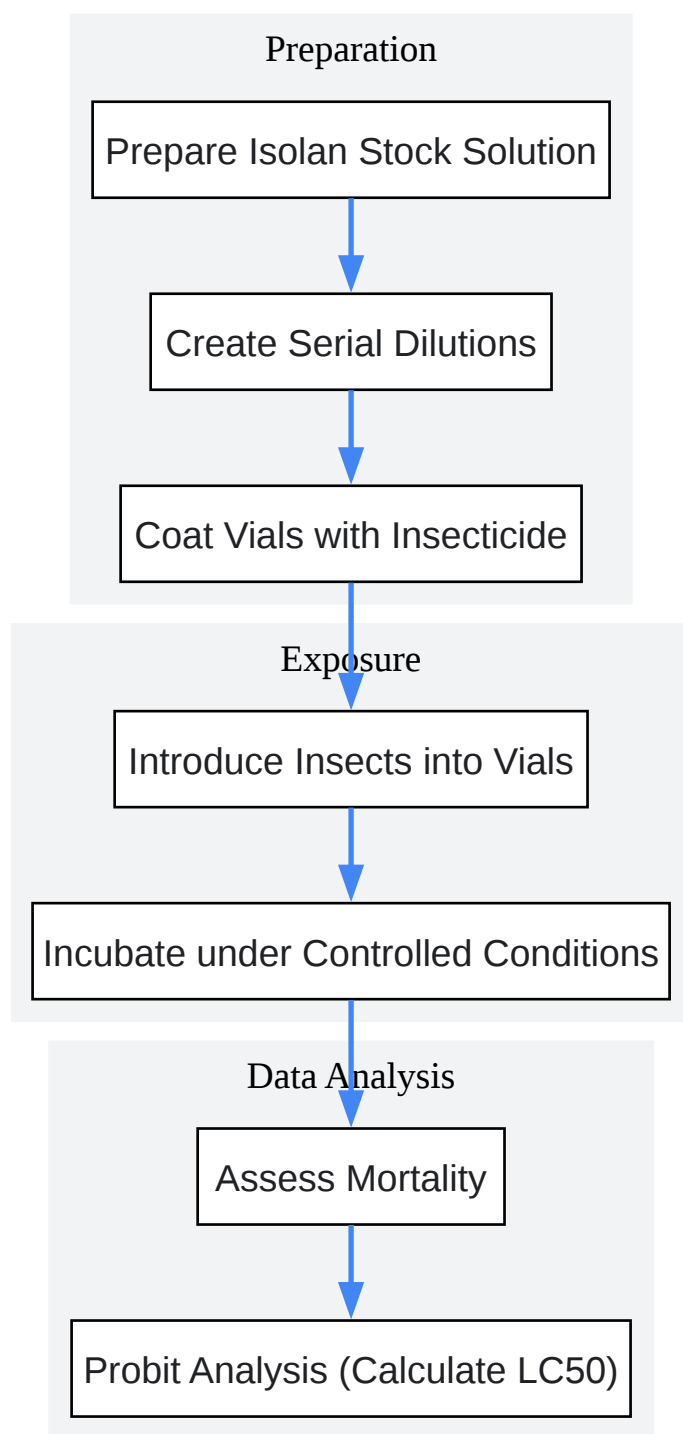 Preparation
Prepare Isolan Stock Solution
Create Serial Dilutions
Coat Vials with Insecticide
Exposure
Introduce Insects into Vials
Incubate under Controlled Conditions
Data Analysis
Assess Mortality
Probit Analysis (Calculate LC50)